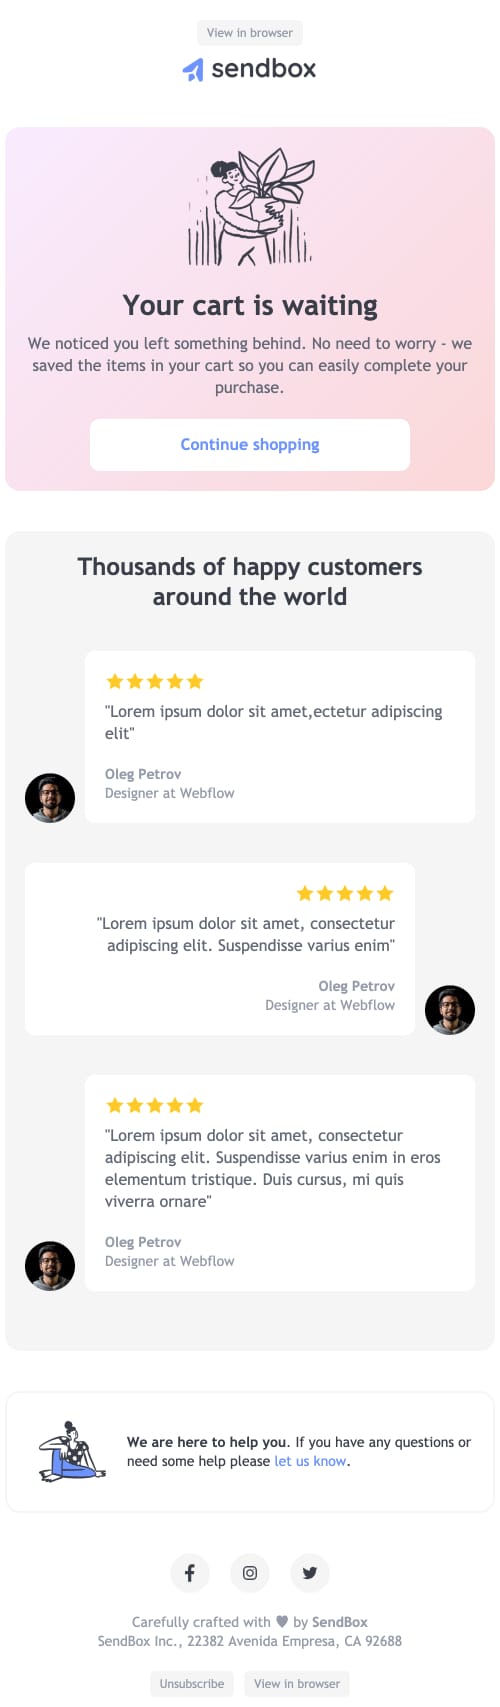 View in browser
sendbox
Your cart is waiting
We noticed you left something behind. No need to worry - we
saved the items in your cart so you can easily complete your
purchase.
Continue shopping
Thousands of happy customers
around the world
"Lorem ipsum dolor sit amet,ectetur adipiscing
elit"
Oleg Petrov
Designer at Webflow
"Lorem ipsum dolor sit amet, consectetur
adipiscing elit. Suspendisse varius enim"
Oleg Petrov
Designer at Webflow
"Lorem ipsum dolor sit amet, consectetur
adipiscing elit. Suspendisse varius enim in eros
elementum tristique. Duis cursus, mi quis
viverra ornare"
Oleg Petrov
Designer at Webflow
We are here to help you. If you have any questions or
need some help please let us know.
Carefully crafted with ♥ by SendBox
SendBox Inc., 22382 Avenida Empresa, CA 92688
Unsubscribe View in browser